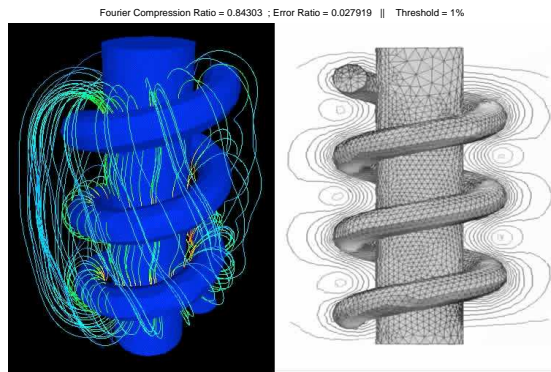 Fourier Compression Ratio = 0.84303 ; Error Ratio = 0.027919 || Threshold = 1%